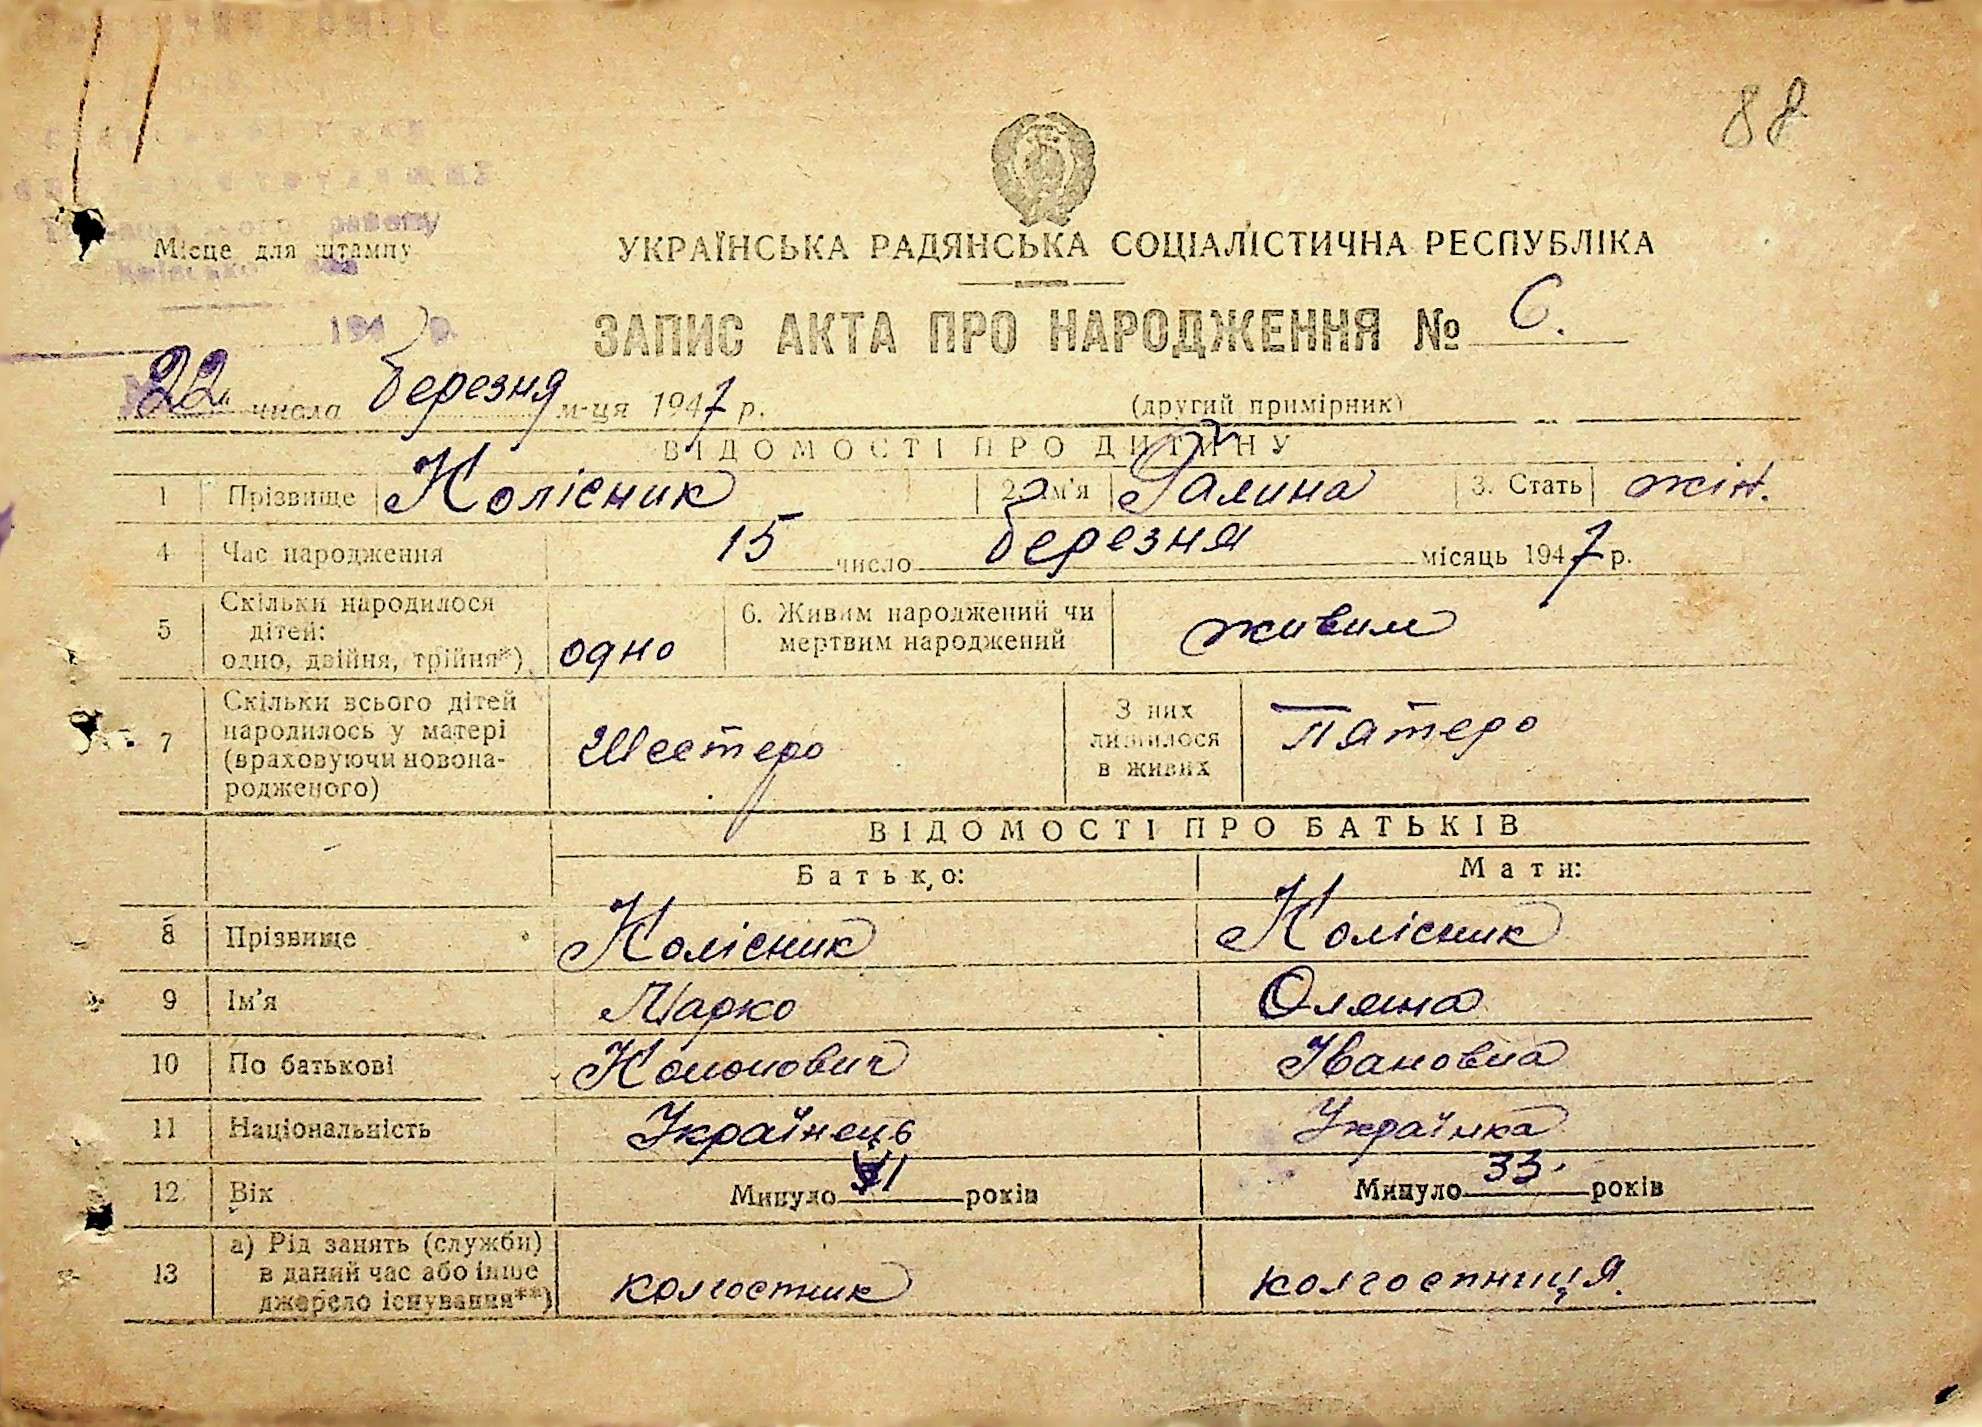 88
району
Місце для штампу
УКРАЇНСЬКА РАДЯНСЬКА СОЦІАЛІСТИЧНА РЕСПУБЛІКА
194 р.
ЗАПИС АКТА ПРО НАРОДЖЕННЯ № 6.
22 числа березня м-ця 1947 р.
(другий примірник)
ВІДОМОСТІ ПРО ДИТИНУ
1 Прізвище Колісник 2. Ім'я Галина 3. Стать жін.
4 Час народження 15 число березня місяць 1947 р.
5 Скільки народилося дітей: одно, двійня, трійня*) одно 6. Живим народжений чи мертвим народжений живим
7 Скільки всього дітей народилось у матері (враховуючи новонародженого) Шестеро З них лишилося в живих Пятеро
ВІДОМОСТІ ПРО БАТЬКІВ
Батько: Мати:
8 Прізвище Колісник Колісник
9 Ім'я Марко Оляна
10 По батькові Кононович Івановна
11 Національність Українець Українка
12 Вік Минуло років Минуло 33 років
13 а) Рід занять (служби) в даний час або інше джерело існування**) колгостник колгоспниця.